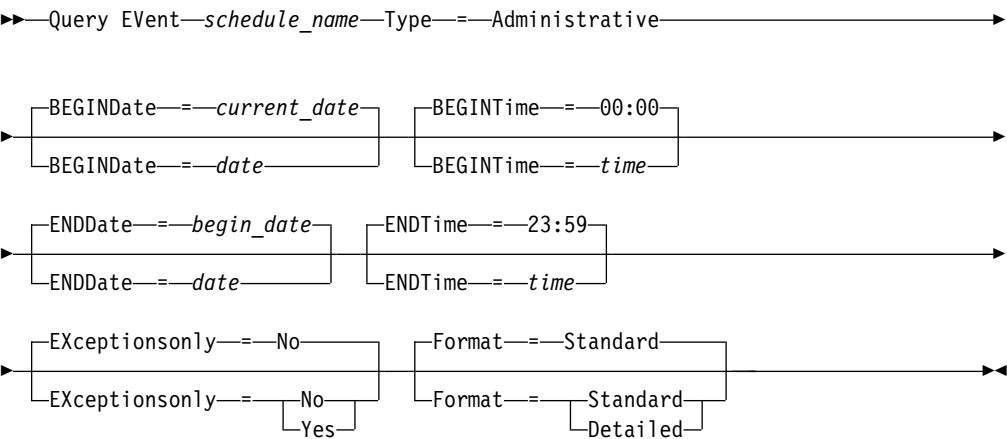 Query EVent schedule_name Type = Administrative
BEGINDate = current_date BEGINTime = 00:00
BEGINDate = date BEGINTime = time
ENDDate = begin_date ENDTime = 23:59
ENDDate = date ENDTime = time
EXceptionsonly = No Format = Standard
EXceptionsonly = No Format = Standard
Yes Detailed